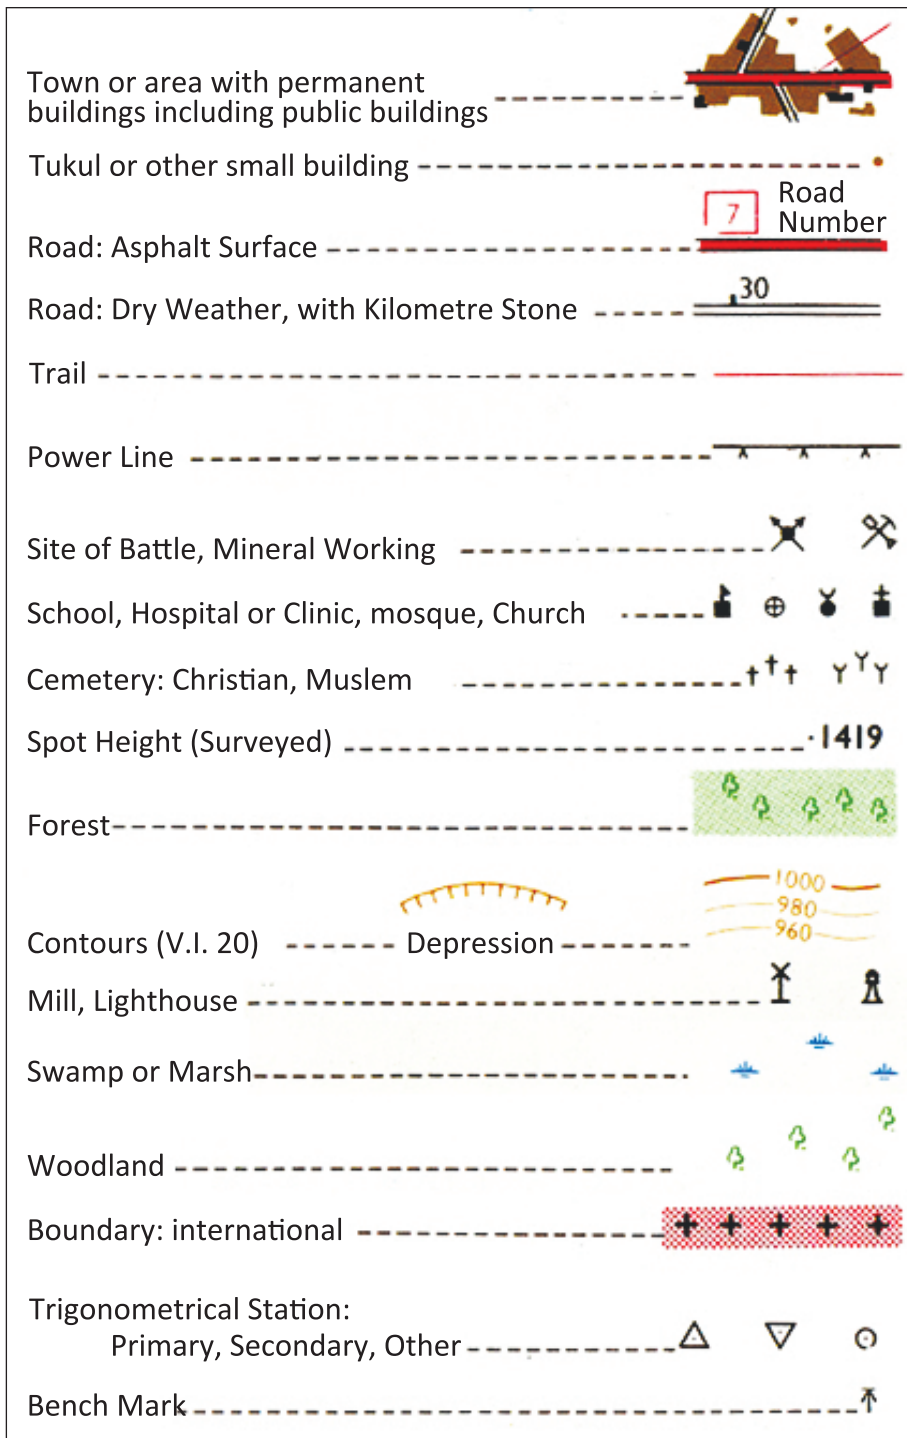 Town or area with permanent
buildings including public buildings
Tukul or other small building
7 Road
Number
Road: Asphalt Surface
30
Road: Dry Weather, with Kilometre Stone
Trail
Power Line
Site of Battle, Mineral Working
School, Hospital or Clinic, mosque, Church
Cemetery: Christian, Muslem
Spot Height (Surveyed) ·1419
Forest
1000
980
960
Contours (V.I. 20) Depression
Mill, Lighthouse
Swamp or Marsh
Woodland
Boundary: international
Trigonometrical Station:
Primary, Secondary, Other
Bench Mark